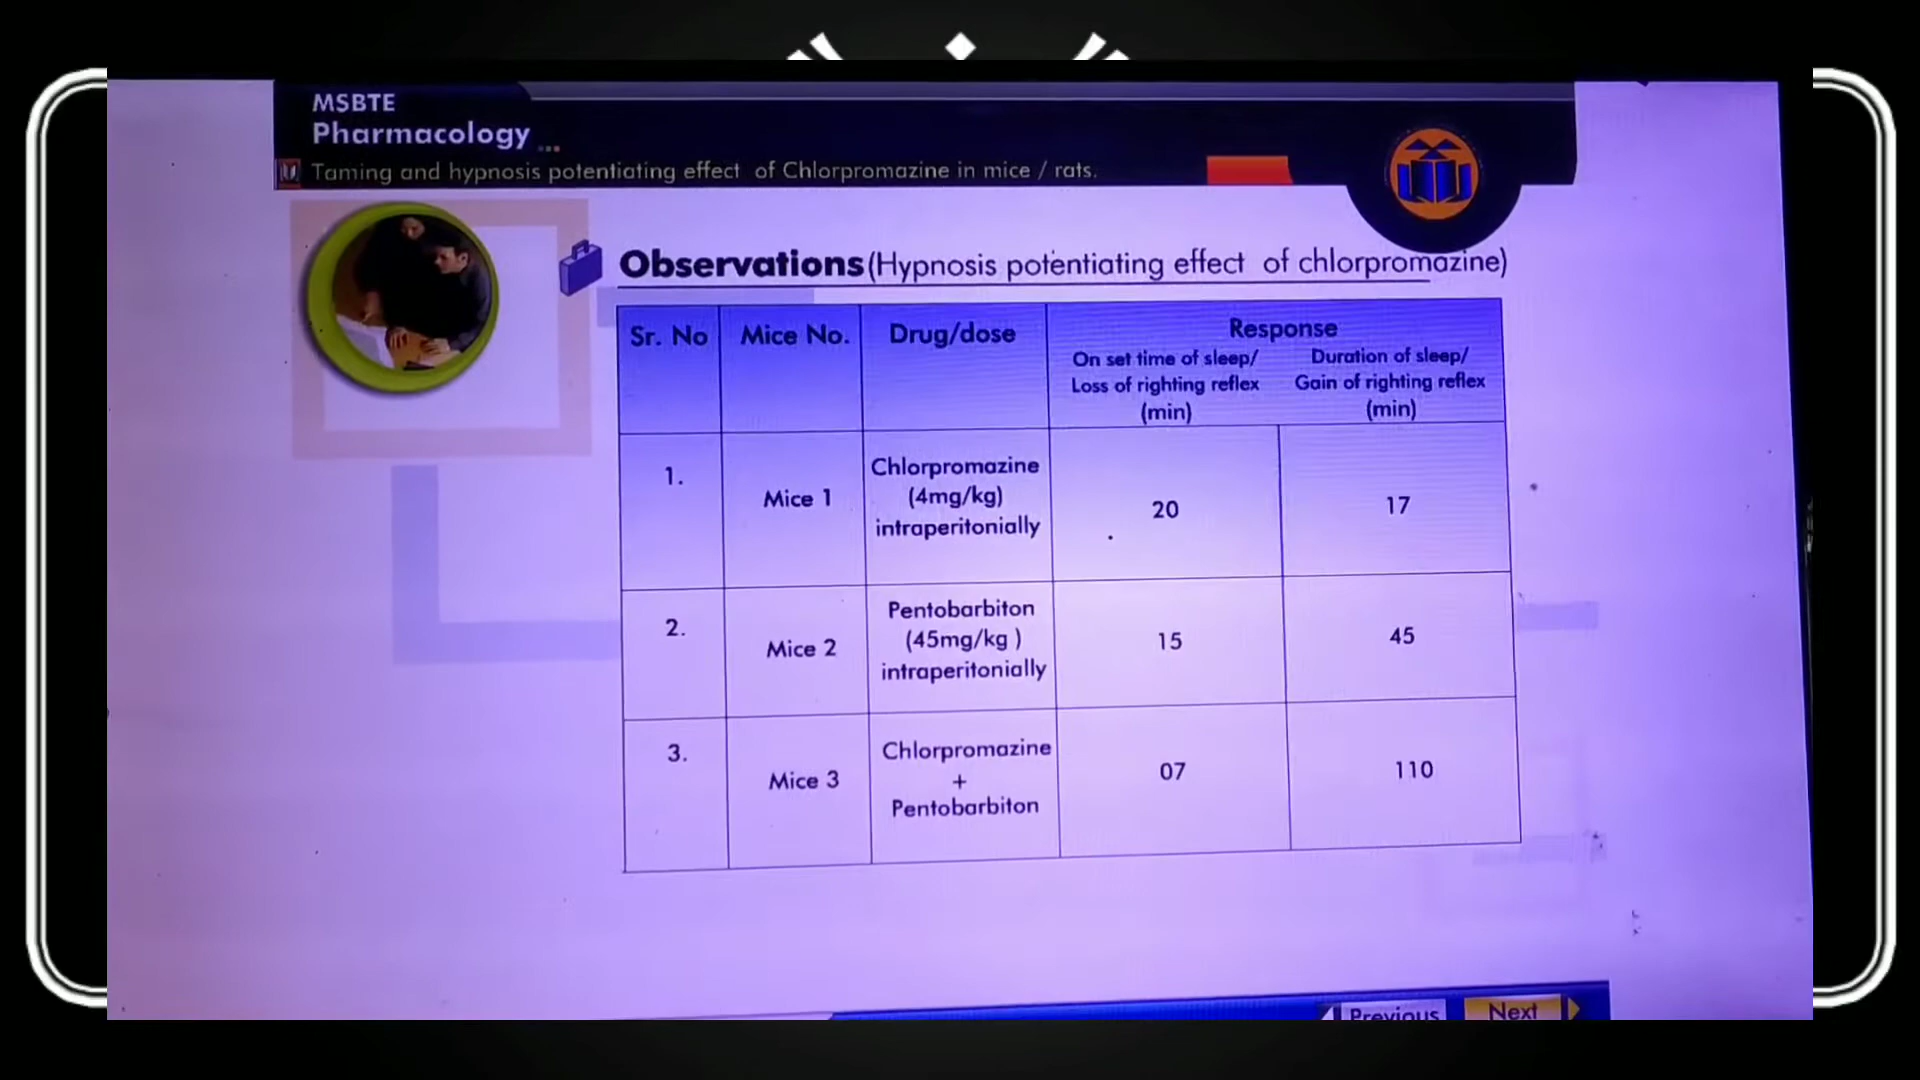 MSBTE
Pharmacology ...
Taming and hypnosis potentiating effect of Chlorpromazine in mice / rats.
Observations (Hypnosis potentiating effect of chlorpromazine)
Sr. No Mice No. Drug/dose Response
On set time of sleep/ Duration of sleep/
Loss of righting reflex Gain of righting reflex
(min) (min)
1. Mice 1 Chlorpromazine
(4mg/kg)
intraperitonially
20 17
2. Mice 2 Pentobarbiton
(45mg/kg )
intraperitonially
15 45
3. Mice 3 Chlorpromazine
+
Pentobarbiton
07 110
Previous Next